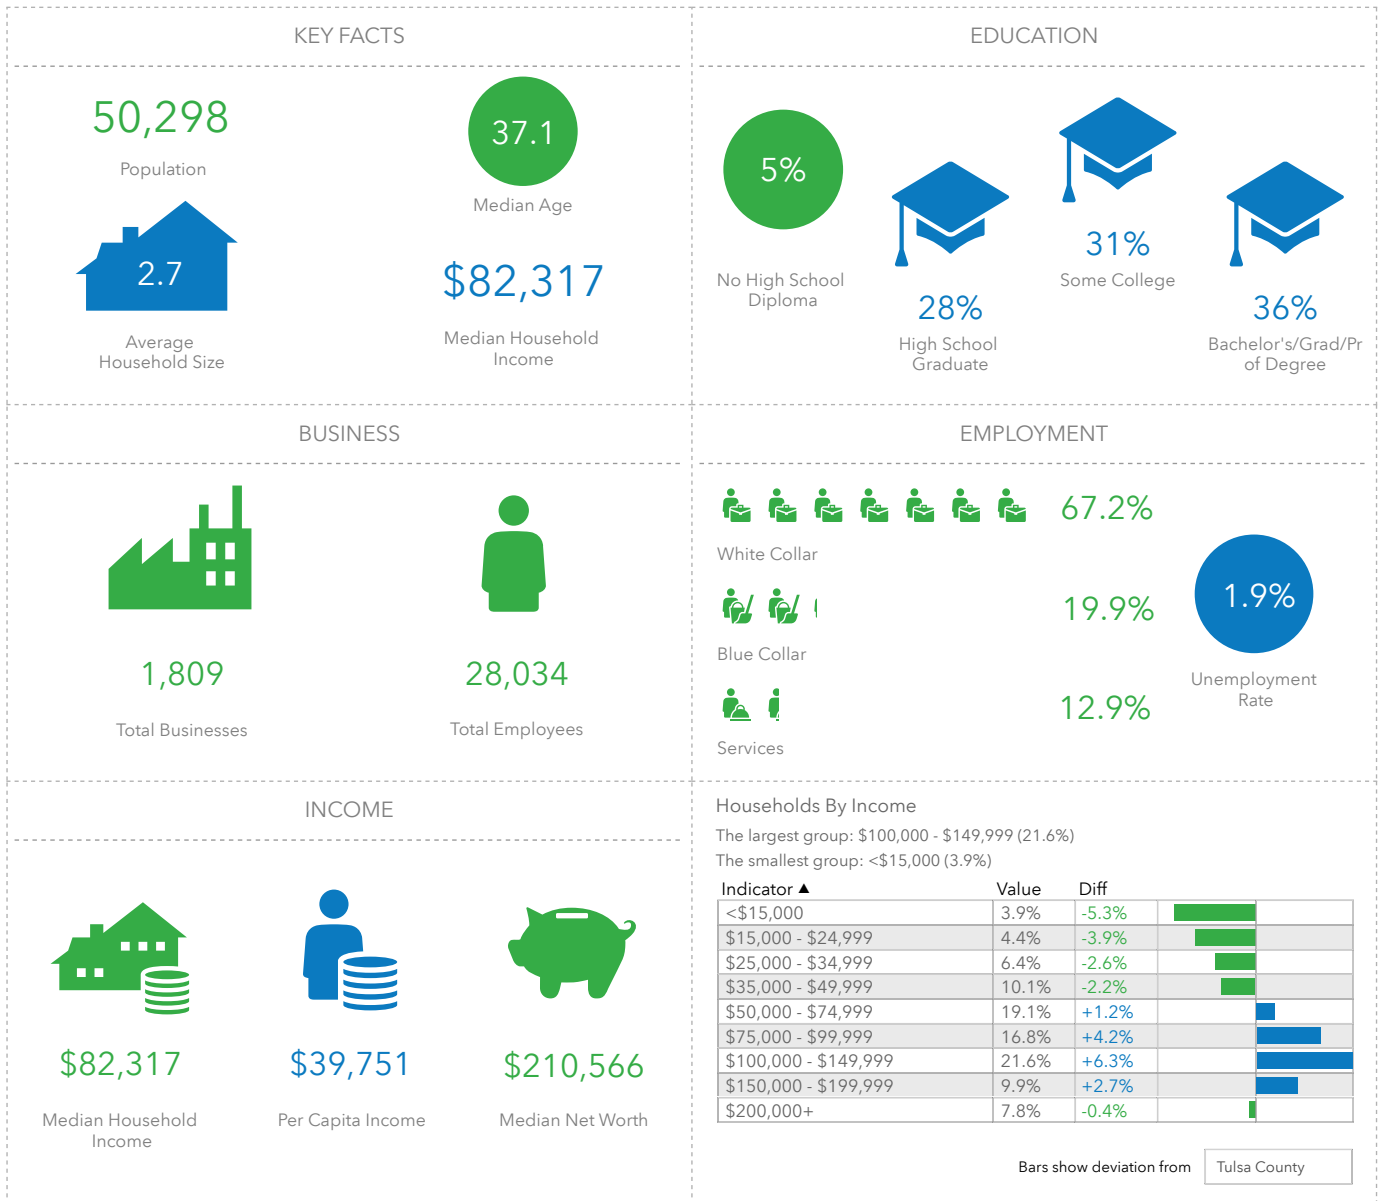 KEY FACTS
50,298
Population
37.1
Median Age
2.7
Average
Household Size
$82,317
Median Household
Income
EDUCATION
5%
No High School
Diploma
28%
High School
Graduate
31%
Some College
36%
Bachelor's/Grad/Pr
of Degree
BUSINESS
1,809
Total Businesses
28,034
Total Employees
EMPLOYMENT
67.2%
White Collar
19.9%
Blue Collar
12.9%
Services
1.9%
Unemployment
Rate
INCOME
$82,317
Median Household
Income
$39,751
Per Capita Income
$210,566
Median Net Worth
Households By Income
The largest group: $100,000 - $149,999 (21.6%)
The smallest group: <$15,000 (3.9%)
Indicator ▲ Value Diff
<$15,000 3.9% -5.3%
$15,000 - $24,999 4.4% -3.9%
$25,000 - $34,999 6.4% -2.6%
$35,000 - $49,999 10.1% -2.2%
$50,000 - $74,999 19.1% +1.2%
$75,000 - $99,999 16.8% +4.2%
$100,000 - $149,999 21.6% +6.3%
$150,000 - $199,999 9.9% +2.7%
$200,000+ 7.8% -0.4%
Bars show deviation from Tulsa County